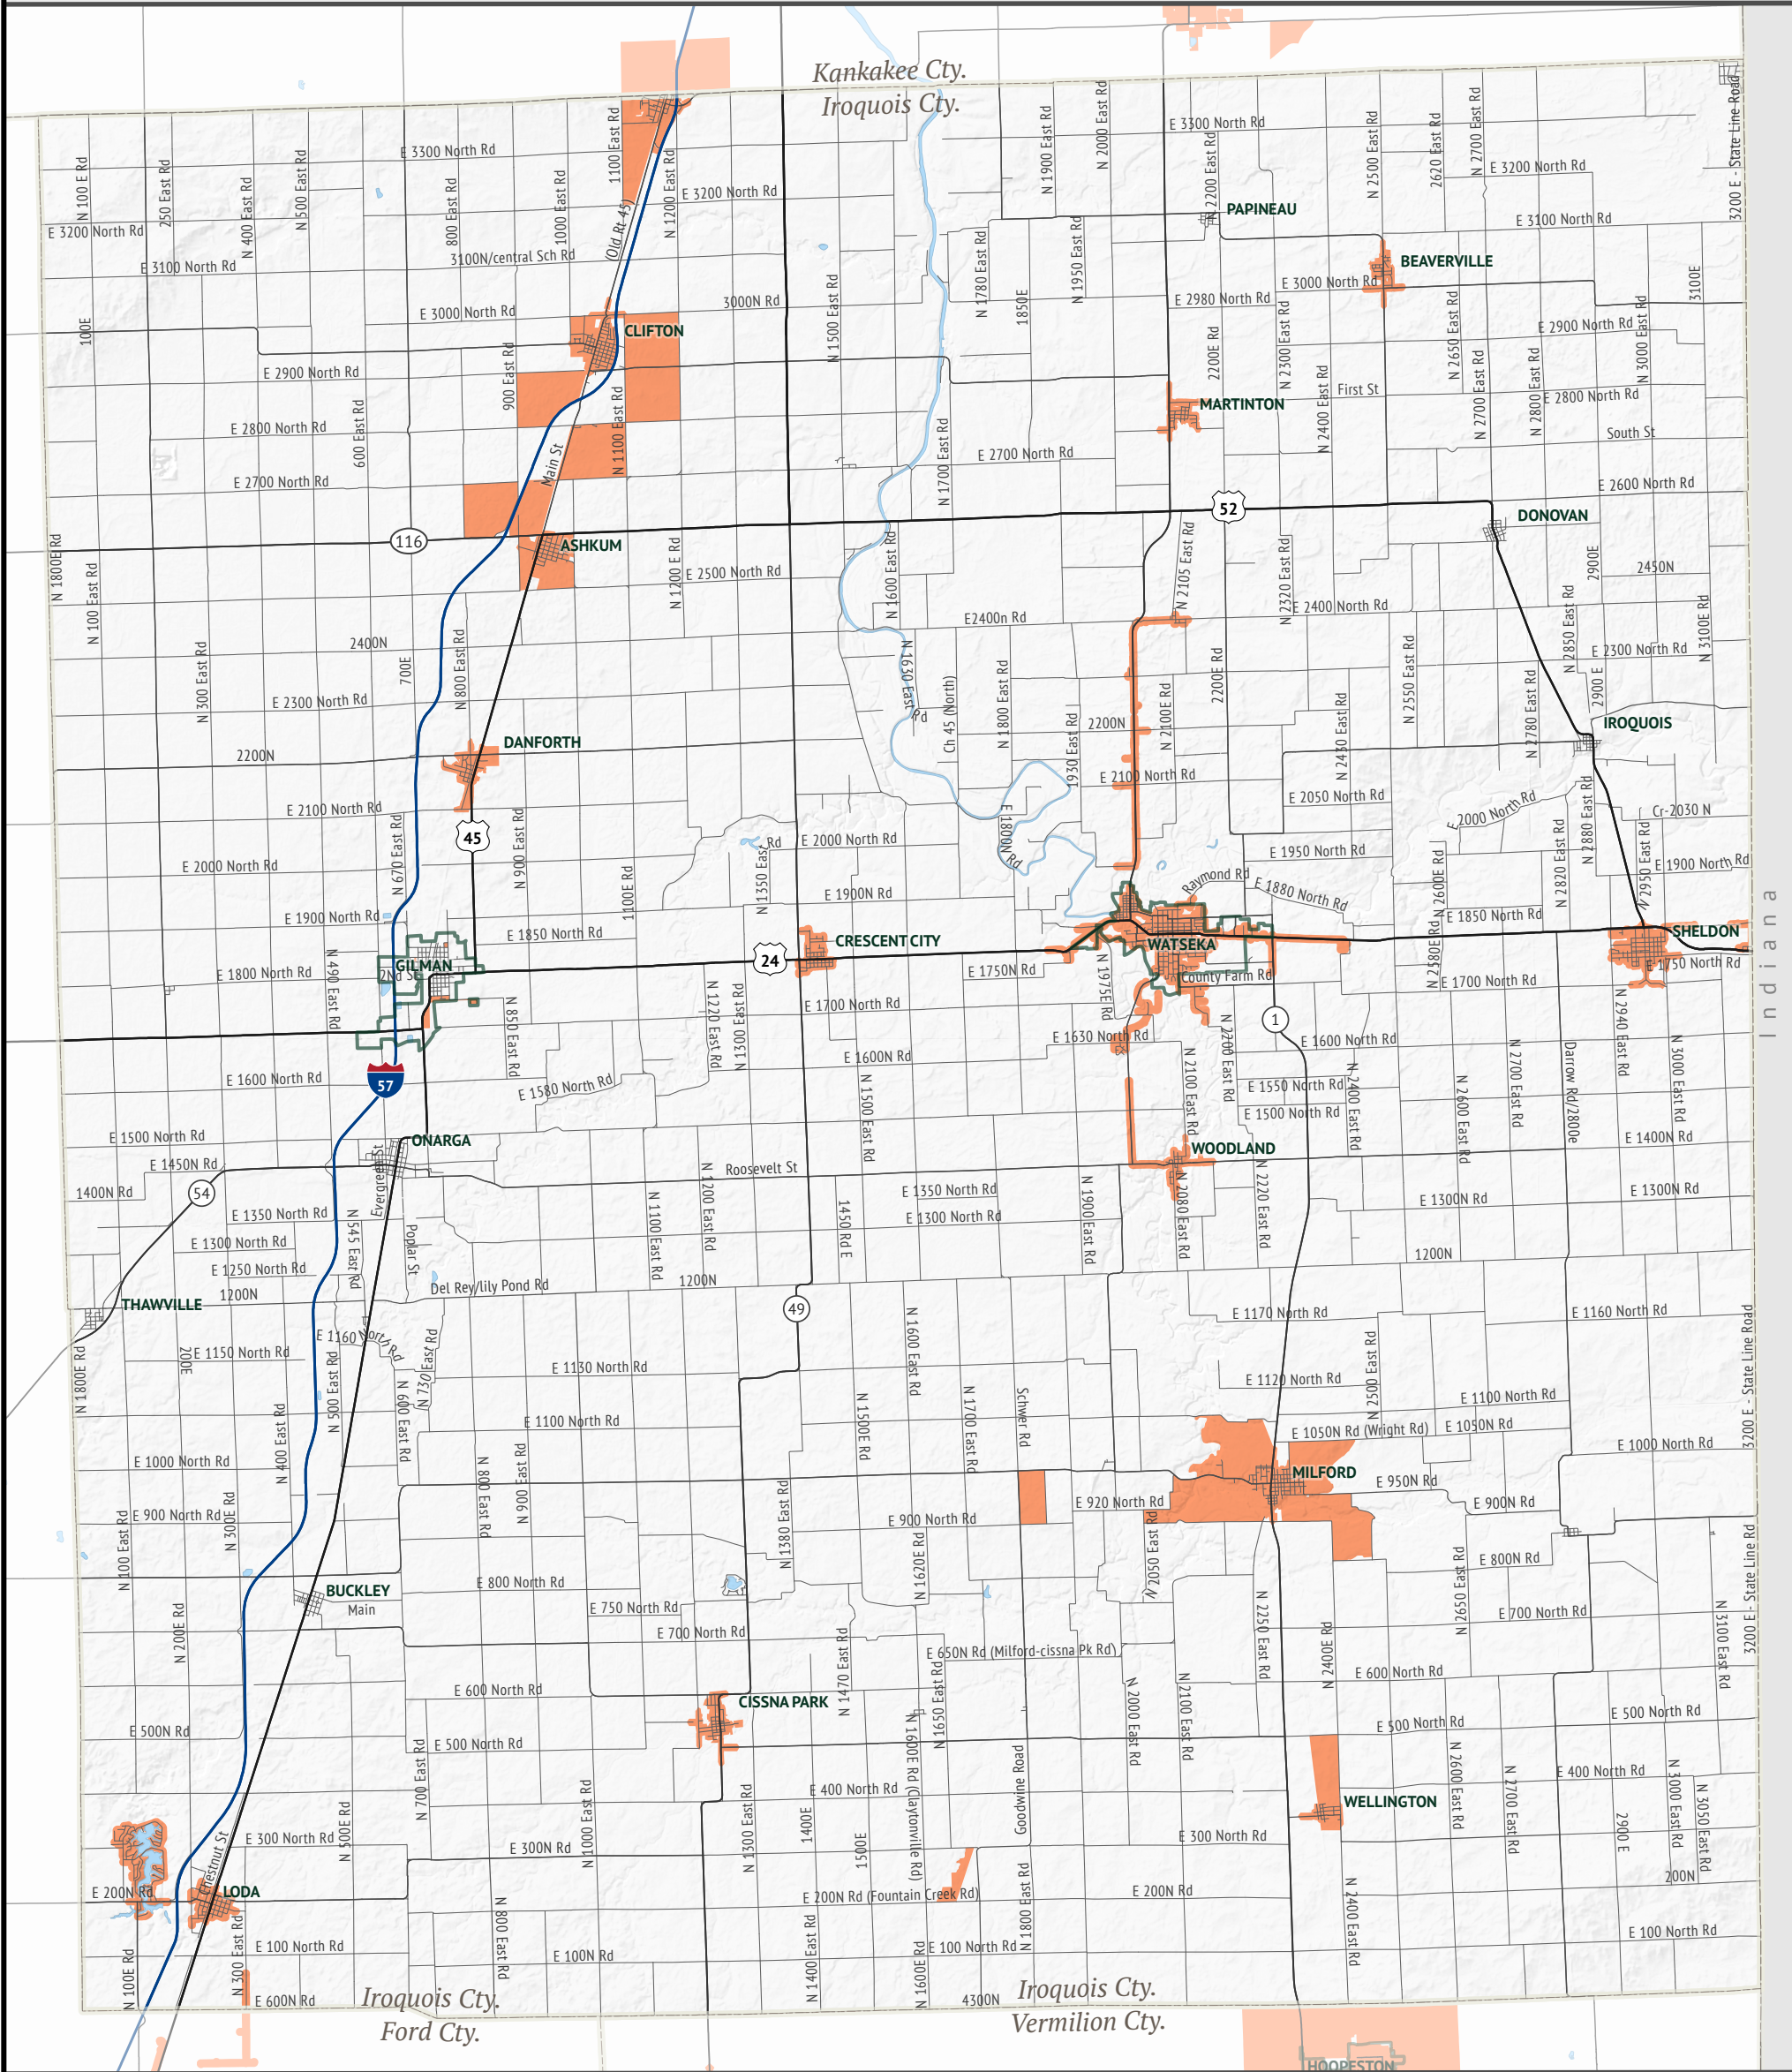 Kankakee Cty.
Iroquois Cty.
E 3300 North Rd
E 3300 North Rd
1100 East Rd
N 1900 East Rd
N 2000 East Rd
N 2200 East Rd
N 2500 East Rd
2620 East Rd
N 2700 East Rd
3200 E - State Line Road
N 100 E Rd
250 East Rd
N 400 East Rd
N 500 East Rd
800 East Rd
1000 East Rd
N 1200 East Rd
E 3200 North Rd
E 3200 North Rd
E 3200 North Rd
PAPINEAU
E 3100 North Rd
(Old Rt 45)
3100N/central Sch Rd
E 3100 North Rd
N 1780 East Rd
N 1950 East Rd
1850E
BEAVERVILLE
E 3000 North Rd
3100E
E 3000 North Rd
3000N Rd
N 1500 East Rd
E 2980 North Rd
N 2300 East Rd
2200E Rd
N 2650 East Rd
N 3000 East Rd
100E
CLIFTON
E 2900 North Rd
E 2900 North Rd
900 East Rd
N 1100 East Rd
N 2400 East Rd
First St
N 2700 East Rd
N 2800 East Rd
E 2800 North Rd
MARTINTON
E 2800 North Rd
600 East Rd
Main St
South St
E 2700 North Rd
N 1700 East Rd
E 2700 North Rd
E 2600 North Rd
52
DONOVAN
116
ASHKUM
N 1800E Rd
N 100 East Rd
N 1200 E Rd
E 2500 North Rd
N 1600 East Rd
N 2105 East Rd
N 2320 East Rd
2900E
2450N
N 2850 East Rd
N 3100E Rd
E2400n Rd
E 2400 North Rd
2400N
700E
N 800 East Rd
N 300 East Rd
N 1630 East Rd
Ch 45 (North)
N 1800 East Rd
2200E Rd
N 2550 East Rd
E 2300 North Rd
2900 E
E 2300 North Rd
2200N
N 2100E Rd
N 2430 East Rd
N 2780 East Rd
IROQUOIS
DANFORTH
2200N
1930 East Rd
E 2100 North Rd
E 2050 North Rd
E 2100 North Rd
45
N 670 East Rd
N 900 East Rd
E 1800N Rd
E 2000 North Rd
N 2880 East Rd
Cr-2030 N
E 2000 North Rd
N 1350 East Rd
E 2000 North Rd
E 1950 North Rd
N 2600E Rd
N 2820 East Rd
N 2950 East Rd
E 1900 North Rd
1100E Rd
E 1900N Rd
Raymond Rd
E 1880 North Rd
E 1900 North Rd
E 1850 North Rd
E 1850 North Rd
Indiana
CRESCENT CITY
WATSEKA
SHELDON
24
GILMAN
2Nd St
N 490 East Rd
E 1800 North Rd
E 1750N Rd
N 1975E Rd
County Farm Rd
N 2580E Rd
E 1750 North Rd
E 1700 North Rd
N 850 East Rd
N 1220 East Rd
N 1300 East Rd
E 1700 North Rd
1
N 2940 East Rd
E 1630 North Rd
E 1600 North Rd
E 1600N Rd
N 2200 East Rd
N 2100 East Rd
N 2400 East Rd
N 2700 East Rd
Darrow Rd/2800e
N 3000 East Rd
57
E 1600 North Rd
E 1580 North Rd
N 1500 East Rd
E 1550 North Rd
N 2600 East Rd
E 1500 North Rd
E 1500 North Rd
ONARGA
WOODLAND
E 1400N Rd
E 1450N Rd
Evergreen St
Roosevelt St
54
1400N Rd
N 1200 East Rd
E 1350 North Rd
N 1900 East Rd
N 2080 East Rd
N 2220 East Rd
E 1300N Rd
E 1300N Rd
E 1350 North Rd
N 545 East Rd
N 1100 East Rd
1450 Rd E
E 1300 North Rd
E 1300 North Rd
Poplar St
1200N
E 1250 North Rd
Del Rey/lily Pond Rd
1200N
1200N
THAWVILLE
49
N 1600 East Rd
E 1170 North Rd
E 1160 North Rd
E 1160 North Rd
200E
E 1150 North Rd
N 730 East Rd
N 1800E Rd
E 1130 North Rd
E 1120 North Rd
N 2500 East Rd
3200 E - State Line Road
N 500 East Rd
N 600 East Rd
N 400 East Rd
E 1100 North Rd
N 1500E Rd
N 1700 East Rd
Schwer Rd
E 1100 North Rd
E 1050N Rd (Wright Rd)
E 1050N Rd
E 1000 North Rd
E 1000 North Rd
N 800 East Rd
N 900 East Rd
MILFORD
E 950N Rd
N 100 East Rd
N 300E Rd
N 1380 East Rd
E 920 North Rd
E 900N Rd
E 900 North Rd
E 900 North Rd
N 1620E Rd
N 2050 East Rd
N 2650 East Rd
E 800N Rd
3200 E - State Line Rd
BUCKLEY
Main
E 800 North Rd
E 750 North Rd
N 2250 East Rd
E 700 North Rd
N 200E Rd
E 700 North Rd
N 3100 East Rd
N 1470 East Rd
E 650N Rd (Milford-cissna Pk Rd)
N 2400E Rd
E 600 North Rd
E 600 North Rd
CISSNA PARK
N 1650 East Rd
N 2000 East Rd
N 2100 East Rd
E 500N Rd
E 500 North Rd
E 500 North Rd
E 500 North Rd
N 700 East Rd
N 1600E Rd (Claytonville Rd)
Goodwine Road
N 2600 East Rd
N 2700 East Rd
E 400 North Rd
N 3000 East Rd
N 3050 East Rd
E 400 North Rd
N 1000 East Rd
N 1300 East Rd
1400E
WELLINGTON
2900 E
N 500E Rd
E 300 North Rd
E 300N Rd
1500E
E 300 North Rd
Chestnut St
200N
E 200N Rd
LODA
E 200N Rd (Fountain Creek Rd)
N 1800 East Rd
E 200N Rd
N 2400 East Rd
N 300 East Rd
N 800 East Rd
N 1400 East Rd
E 100 North Rd
E 100N Rd
E 100 North Rd
E 100 North Rd
N 100E Rd
N 1600E Rd
E 600N Rd
Iroquois Cty.
Ford Cty.
4300N
Iroquois Cty.
Vermilion Cty.
HOOPESTON